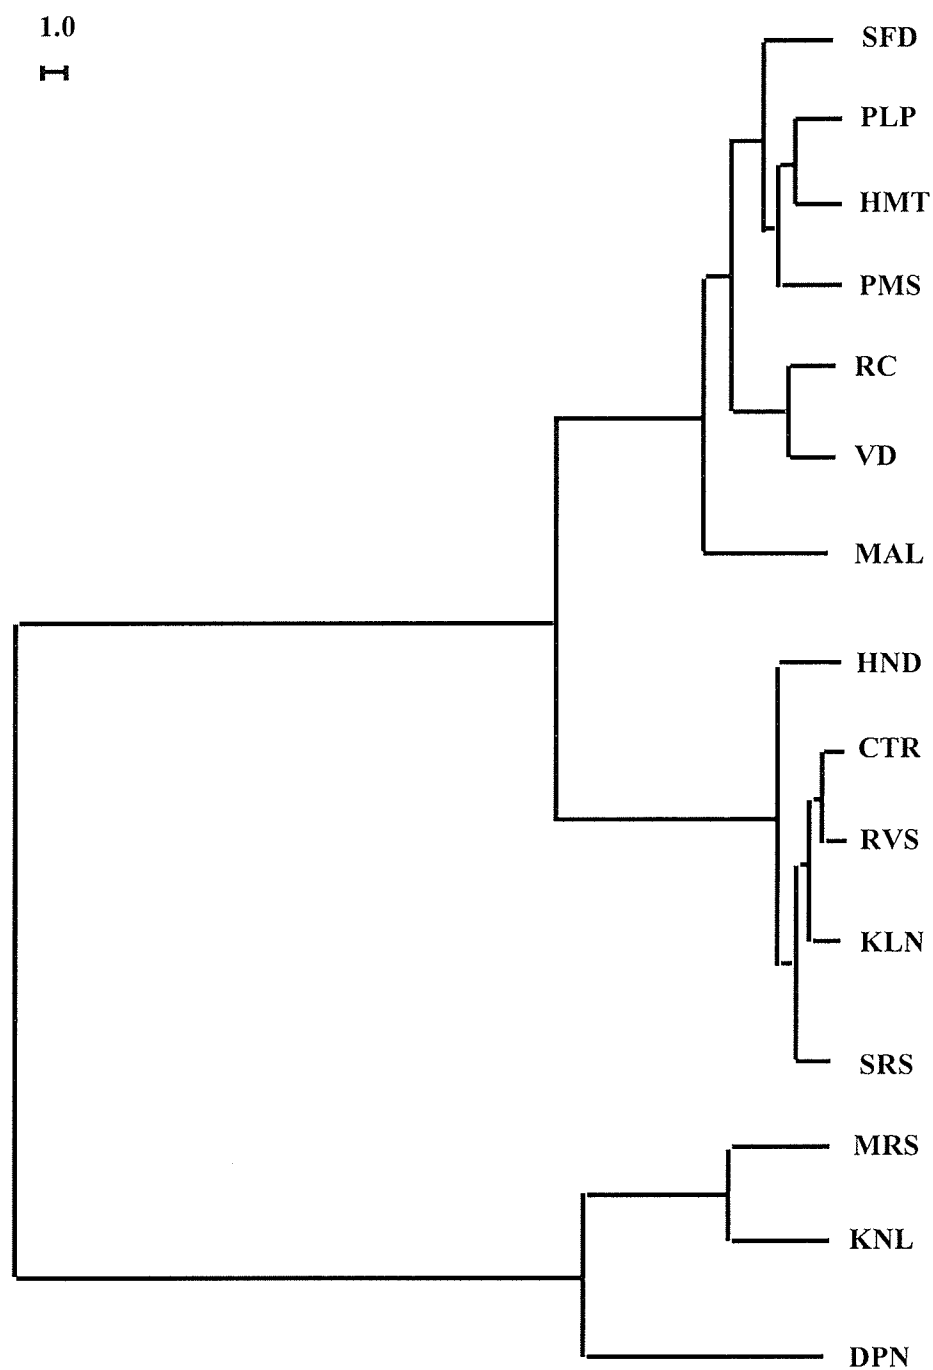 1.0
SFD
PLP
HMT
PMS
RC
VD
MAL
HND
CTR
RVS
KLN
SRS
MRS
KNL
DPN